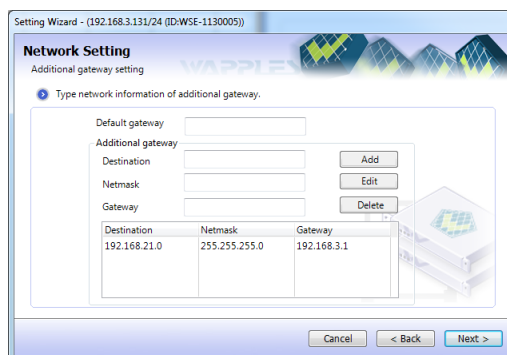 Setting Wizard - (192.168.3.131/24 (ID:WSE-1130005))
Network Setting
Additional gateway setting
WAPPLES
Type network information of additional gateway.
Default gateway
Additional gateway
Destination
Add
Netmask
Edit
Gateway
Delete
Destination Netmask Gateway
192.168.21.0 255.255.255.0 192.168.3.1
Cancel < Back Next >